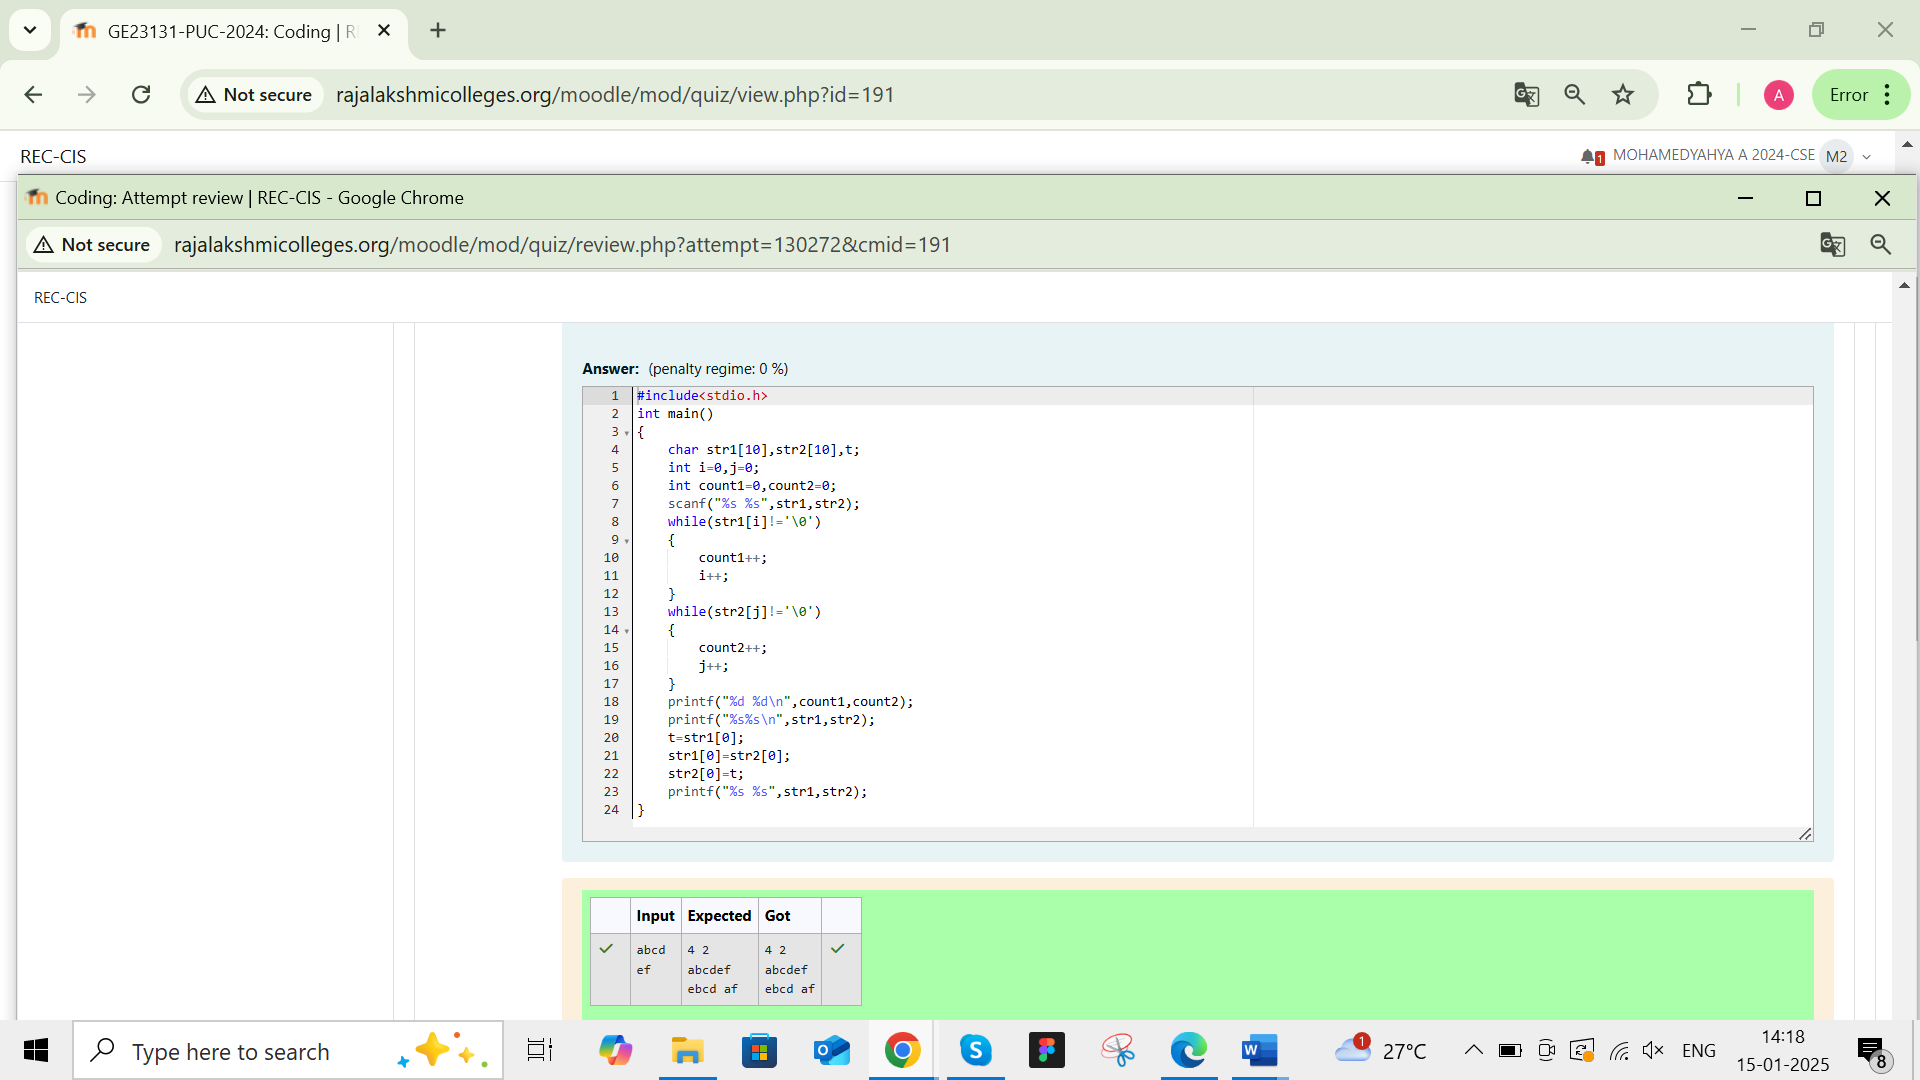 GE23131-PUC-2024: Coding | R
Not secure
rajalakshmicolleges.org/moodle/mod/quiz/view.php?id=191
A
Error
REC-CIS
1
MOHAMEDYAHYA A 2024-CSE
M2
Coding: Attempt review | REC-CIS - Google Chrome
Not secure
rajalakshmicolleges.org/moodle/mod/quiz/review.php?attempt=130272&cmid=191
REC-CIS
Answer: (penalty regime: 0 %)
1 #include<stdio.h>
2 int main()
3 {
4 char str1[10],str2[10],t;
5 int i=0,j=0;
6 int count1=0,count2=0;
7 scanf("%s %s",str1,str2);
8 while(str1[i]!='\0')
9 {
10 count1++;
11 i++;
12 }
13 while(str2[j]!='\0')
14 {
15 count2++;
16 j++;
17 }
18 printf("%d %d\n",count1,count2);
19 printf("%s%s\n",str1,str2);
20 t=str1[0];
21 str1[0]=str2[0];
22 str2[0]=t;
23 printf("%s %s",str1,str2);
24 }
Input Expected Got
abcd 4 2 4 2
ef abcdef abcdef
ebcd af ebcd af
Type here to search
1
27°C
ENG
14:18
15-01-2025
8